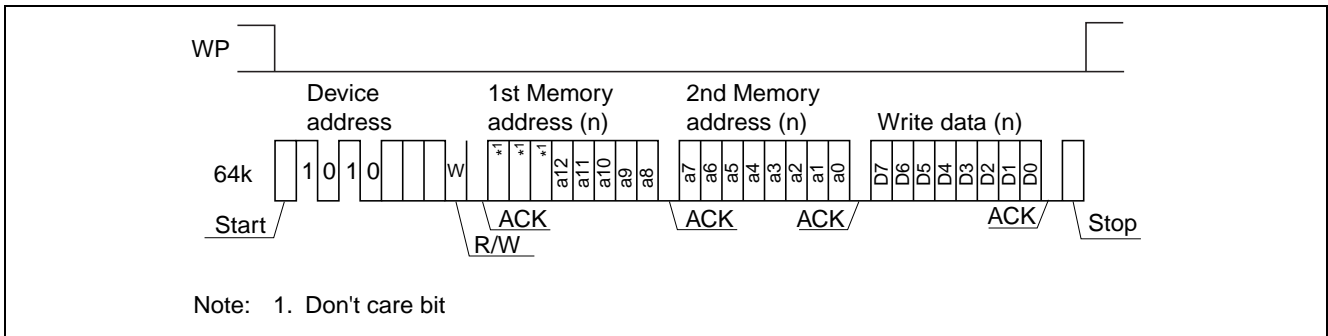 WP
Device address
1st Memory address (n)
2nd Memory address (n)
Write data (n)
64k
1 0 1 0
W
*1 *1 *1 a12 a11 a10 a9 a8
a7 a6 a5 a4 a3 a2 a1 a0
D7 D6 D5 D4 D3 D2 D1 D0
Start
ACK
ACK
ACK
ACK
Stop
R/W
Note: 1. Don't care bit